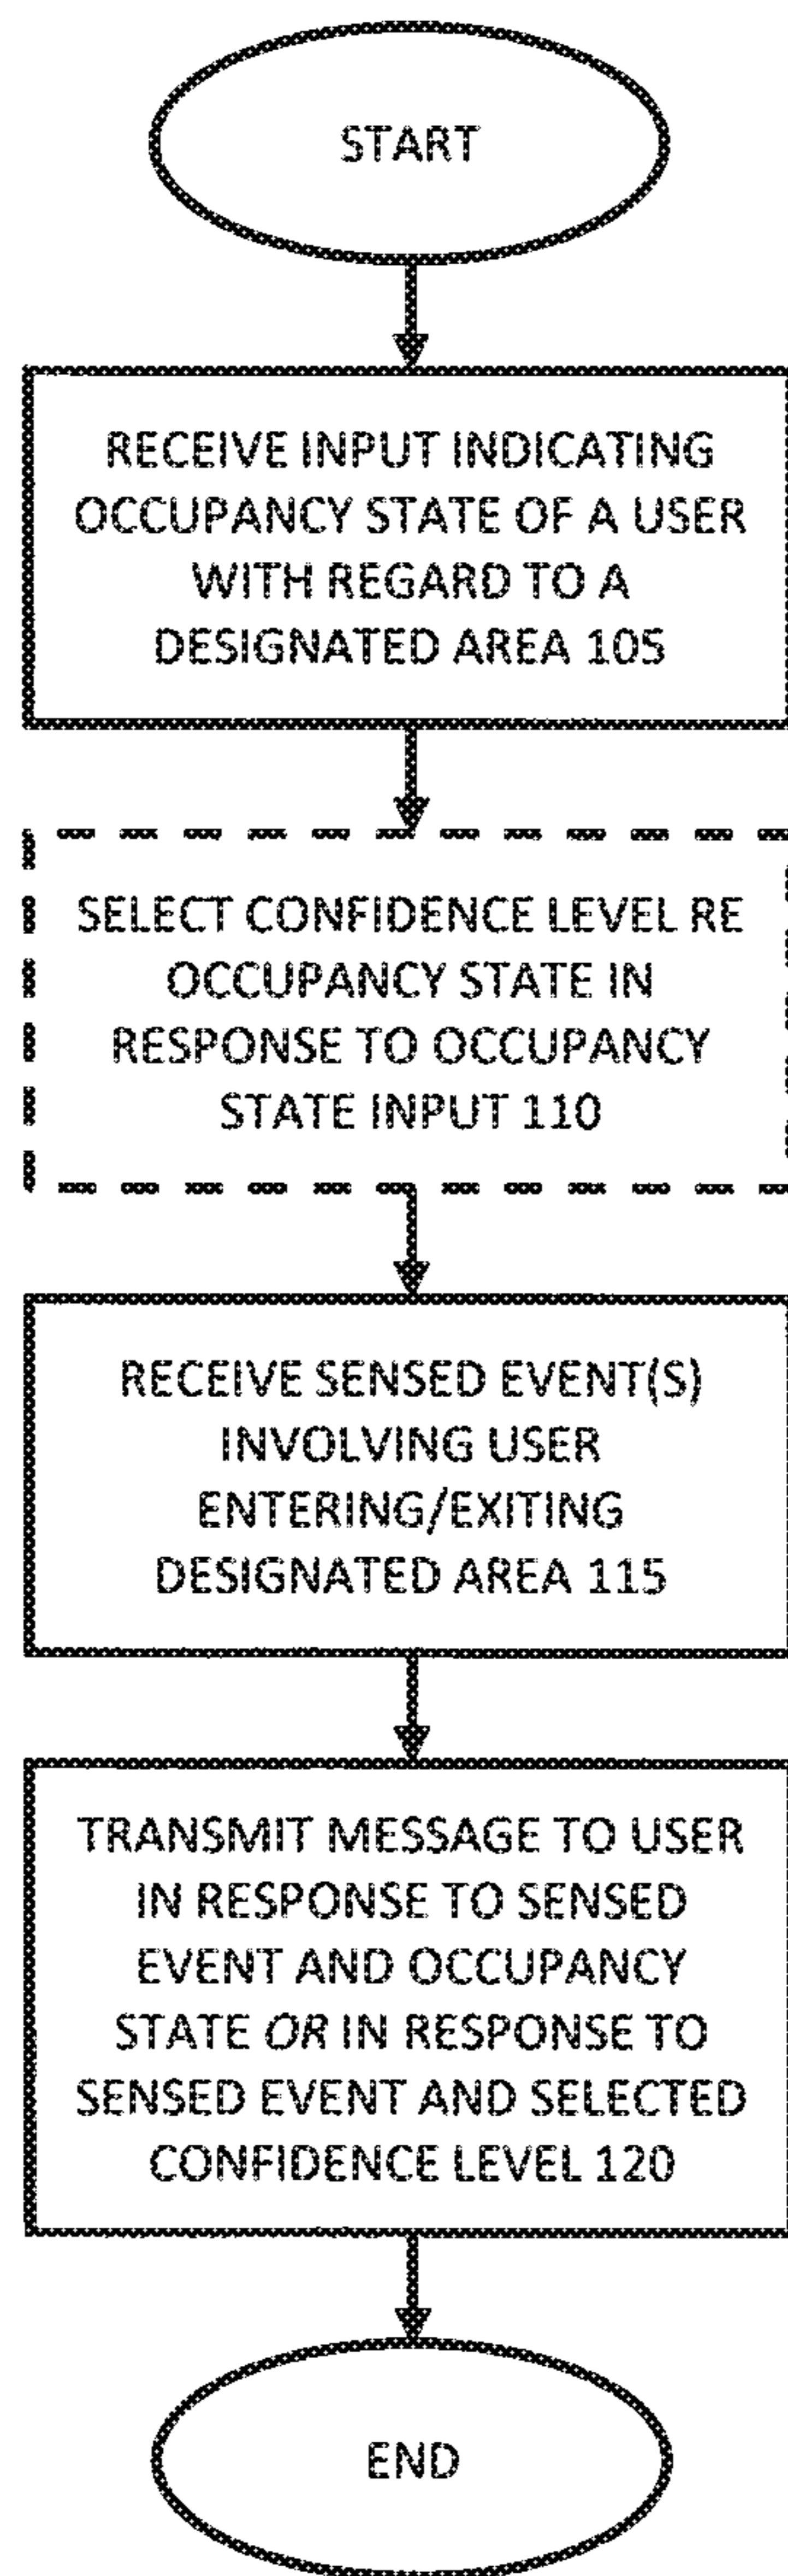 START
RECEIVE INPUT INDICATING
OCCUPANCY STATE OF A USER
WITH REGARD TO A
DESIGNATED AREA 105
SELECT CONFIDENCE LEVEL RE
OCCUPANCY STATE IN
RESPONSE TO OCCUPANCY
STATE INPUT 110
RECEIVE SENSED EVENT(S)
INVOLVING USER
ENTERING/EXITING
DESIGNATED AREA 115
TRANSMIT MESSAGE TO USER
IN RESPONSE TO SENSED
EVENT AND OCCUPANCY
STATE OR IN RESPONSE TO
SENSED EVENT AND SELECTED
CONFIDENCE LEVEL 120
END